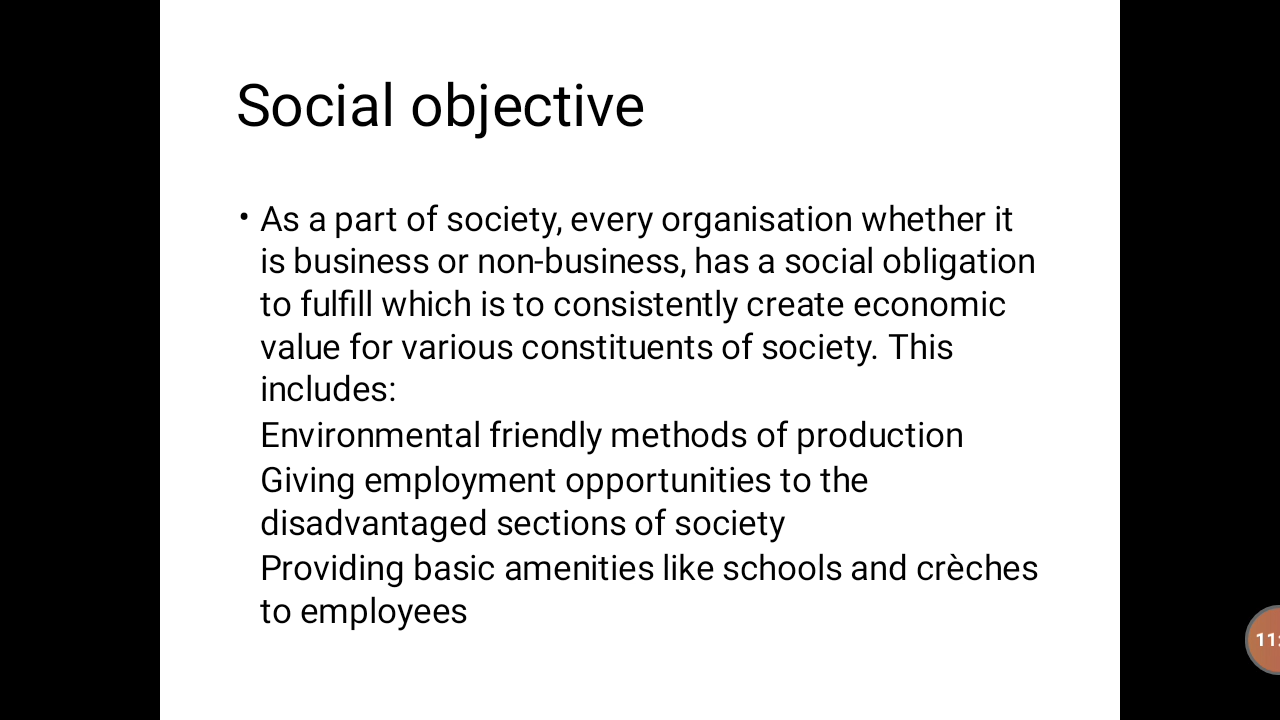 Social objective
• As a part of society, every organisation whether it
is business or non-business, has a social obligation
to fulfill which is to consistently create economic
value for various constituents of society. This
includes:
Environmental friendly methods of production
Giving employment opportunities to the
disadvantaged sections of society
Providing basic amenities like schools and crèches
to employees